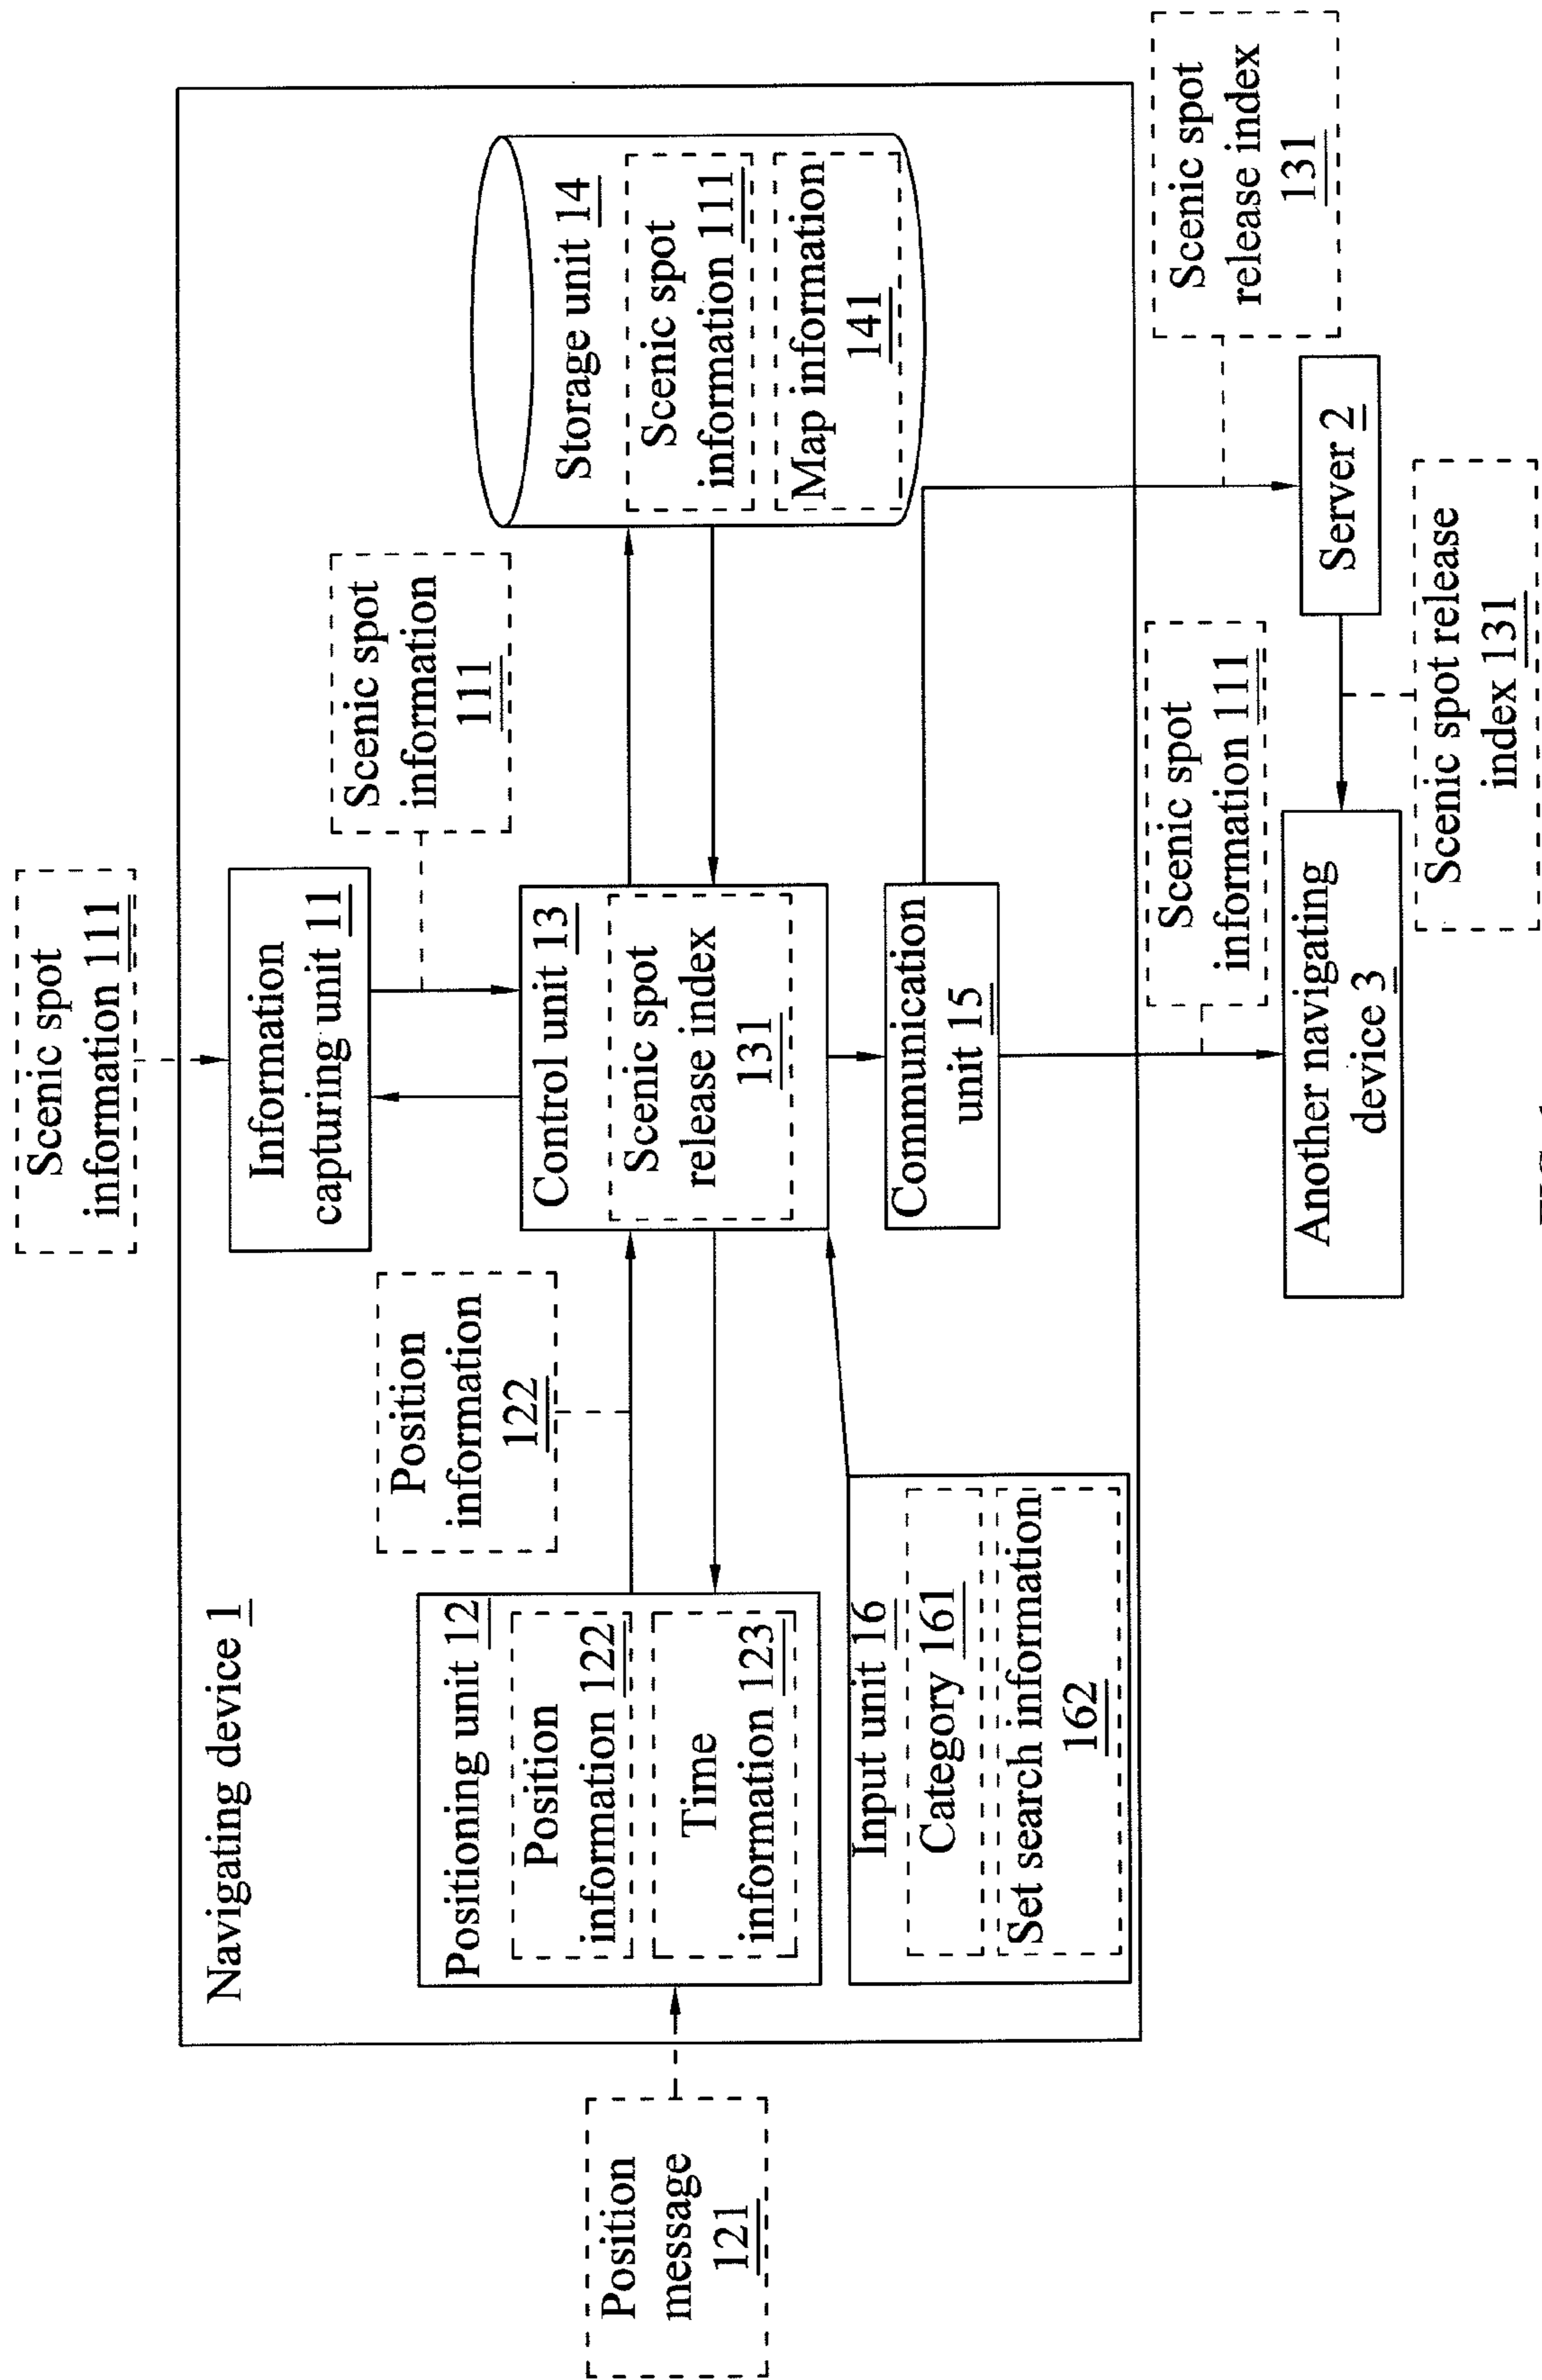 Scenic spot
information 111
Navigating device 1
Information
capturing unit 11
Scenic spot
information
111
Position
information
122
Position
message
121
Positioning unit 12
Position
information 122
Time
information 123
Control unit 13
Scenic spot
release index
131
Storage unit 14
Scenic spot
information 111
Map information
141
Input unit 16
Category 161
Set search information
162
Communication
unit 15
Scenic spot
information 111
Scenic spot
release index
131
Another navigating
device 3
Server 2
Scenic spot release
index 131